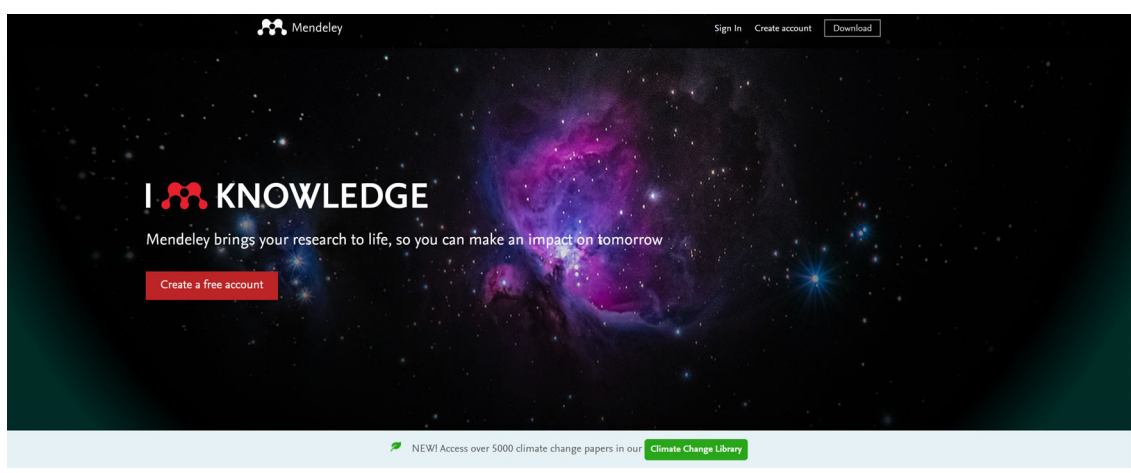 Mendeley
Sign In Create account Download
I KNOWLEDGE
Mendeley brings your research to life, so you can make an impact on tomorrow
Create a free account
NEW! Access over 5000 climate change papers in our Climate Change Library